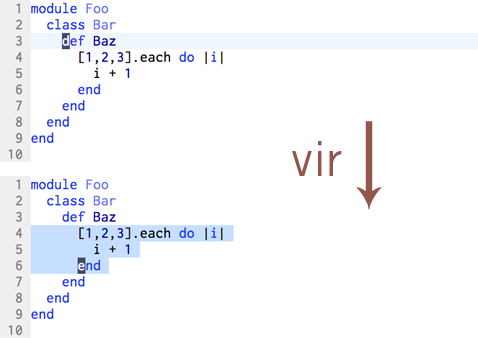 1 module Foo
2   class Bar
3     def Baz
4       [1,2,3].each do |i|
5         i + 1
6       end
7     end
8   end
9 end
10
vir
1 module Foo
2   class Bar
3     def Baz
4       [1,2,3].each do |i|
5         i + 1
6       end
7     end
8   end
9 end
10